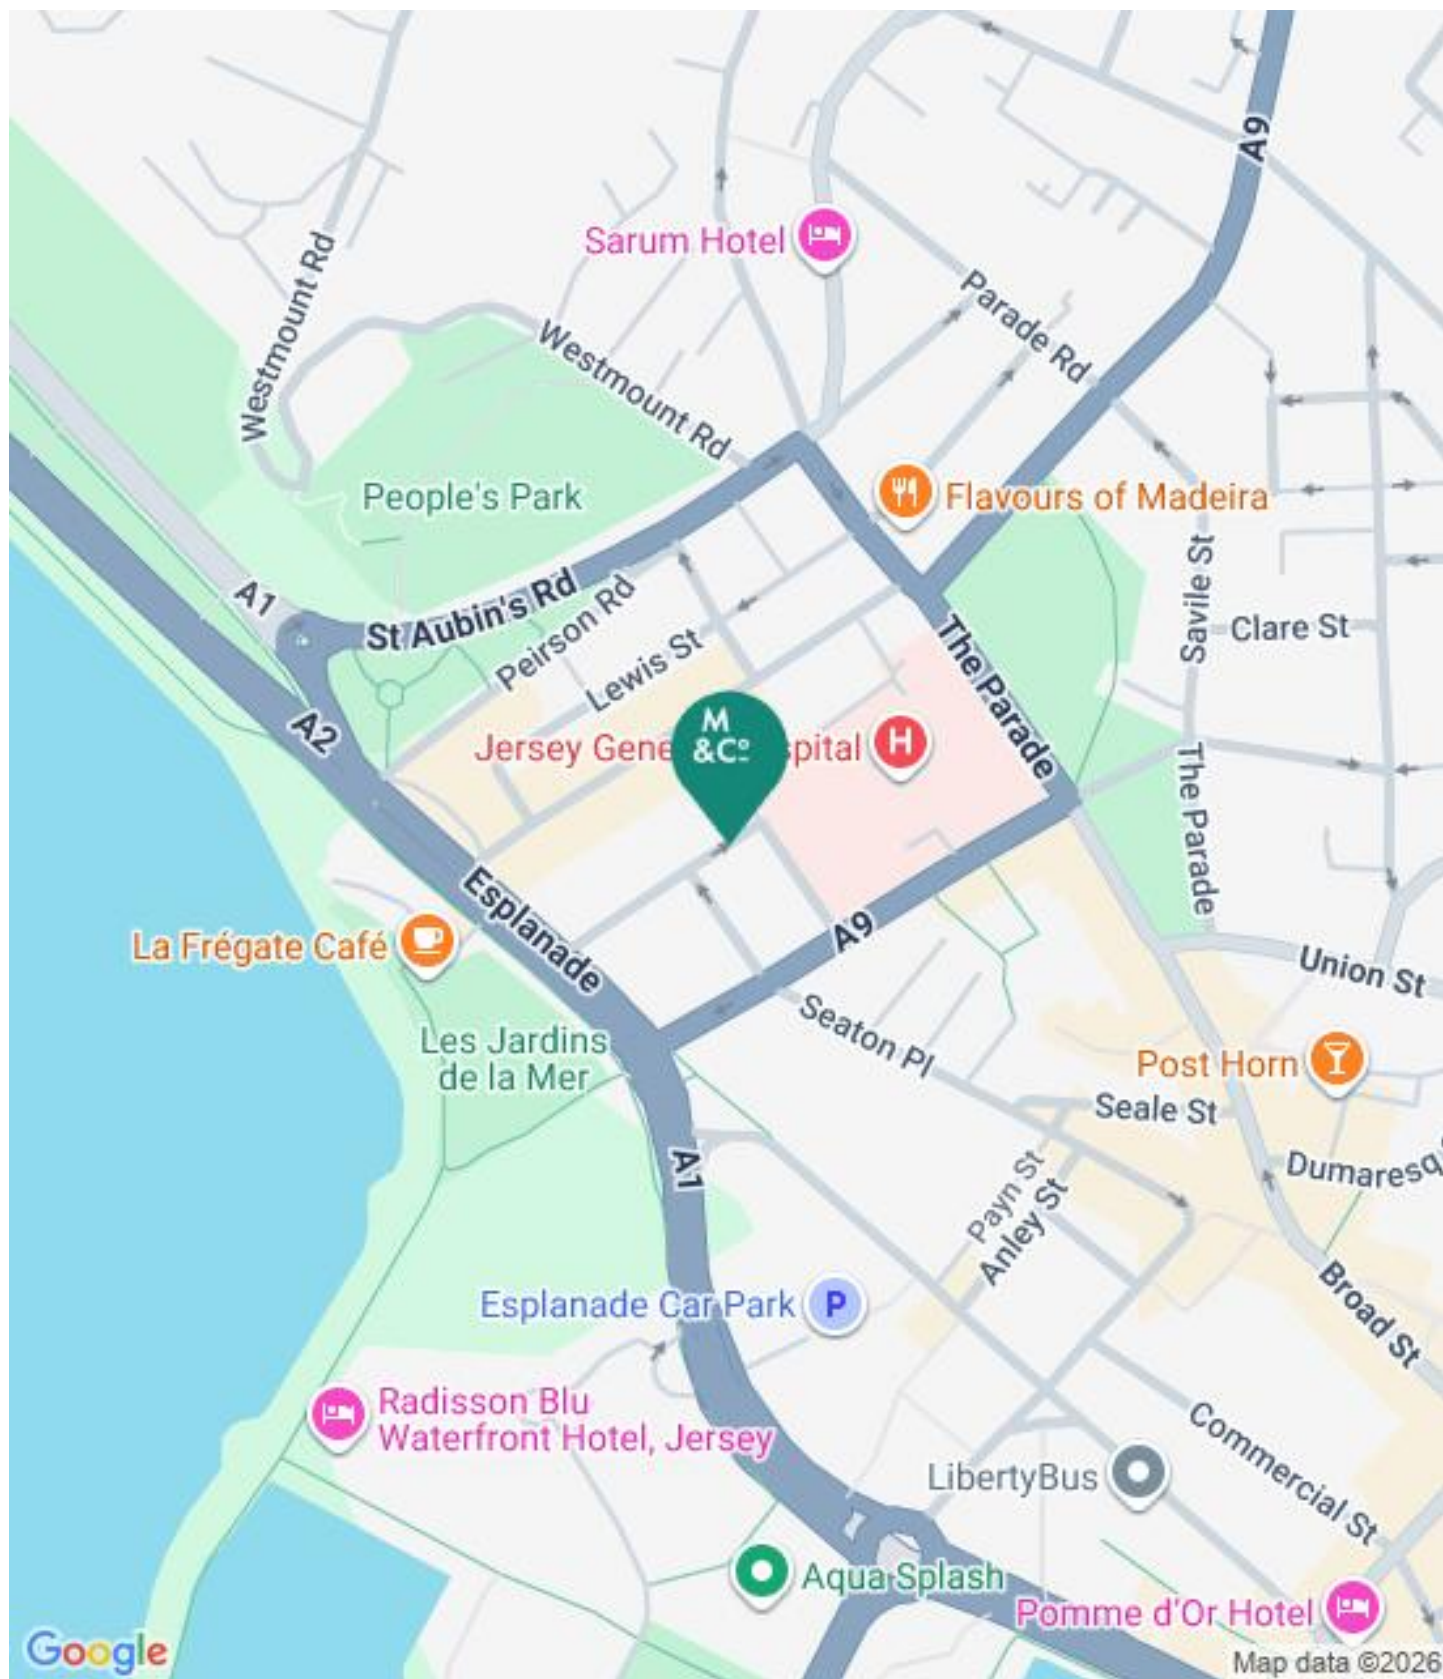 A9
Sarum Hotel
Westmount Rd
Parade Rd
Westmount Rd
People's Park
Flavours of Madeira
A1
St Aubin's Rd
Peirson Rd
Saville St
Clare St
Lewis St
The Parade
A2
M
&Cº
Jersey Gene
spital
H
The Parade
Esplanade
A9
La Frégate Café
Union St
Seaton Pl
Les Jardins
de la Mer
Post Horn
Seale St
A1
Payn St
Dumaresq
Anley St
Esplanade Car Park
P
Broad St
Radisson Blu
Waterfront Hotel, Jersey
Commercial St
LibertyBus
Aqua Splash
Pomme d'Or Hotel
Google
Map data ©2026